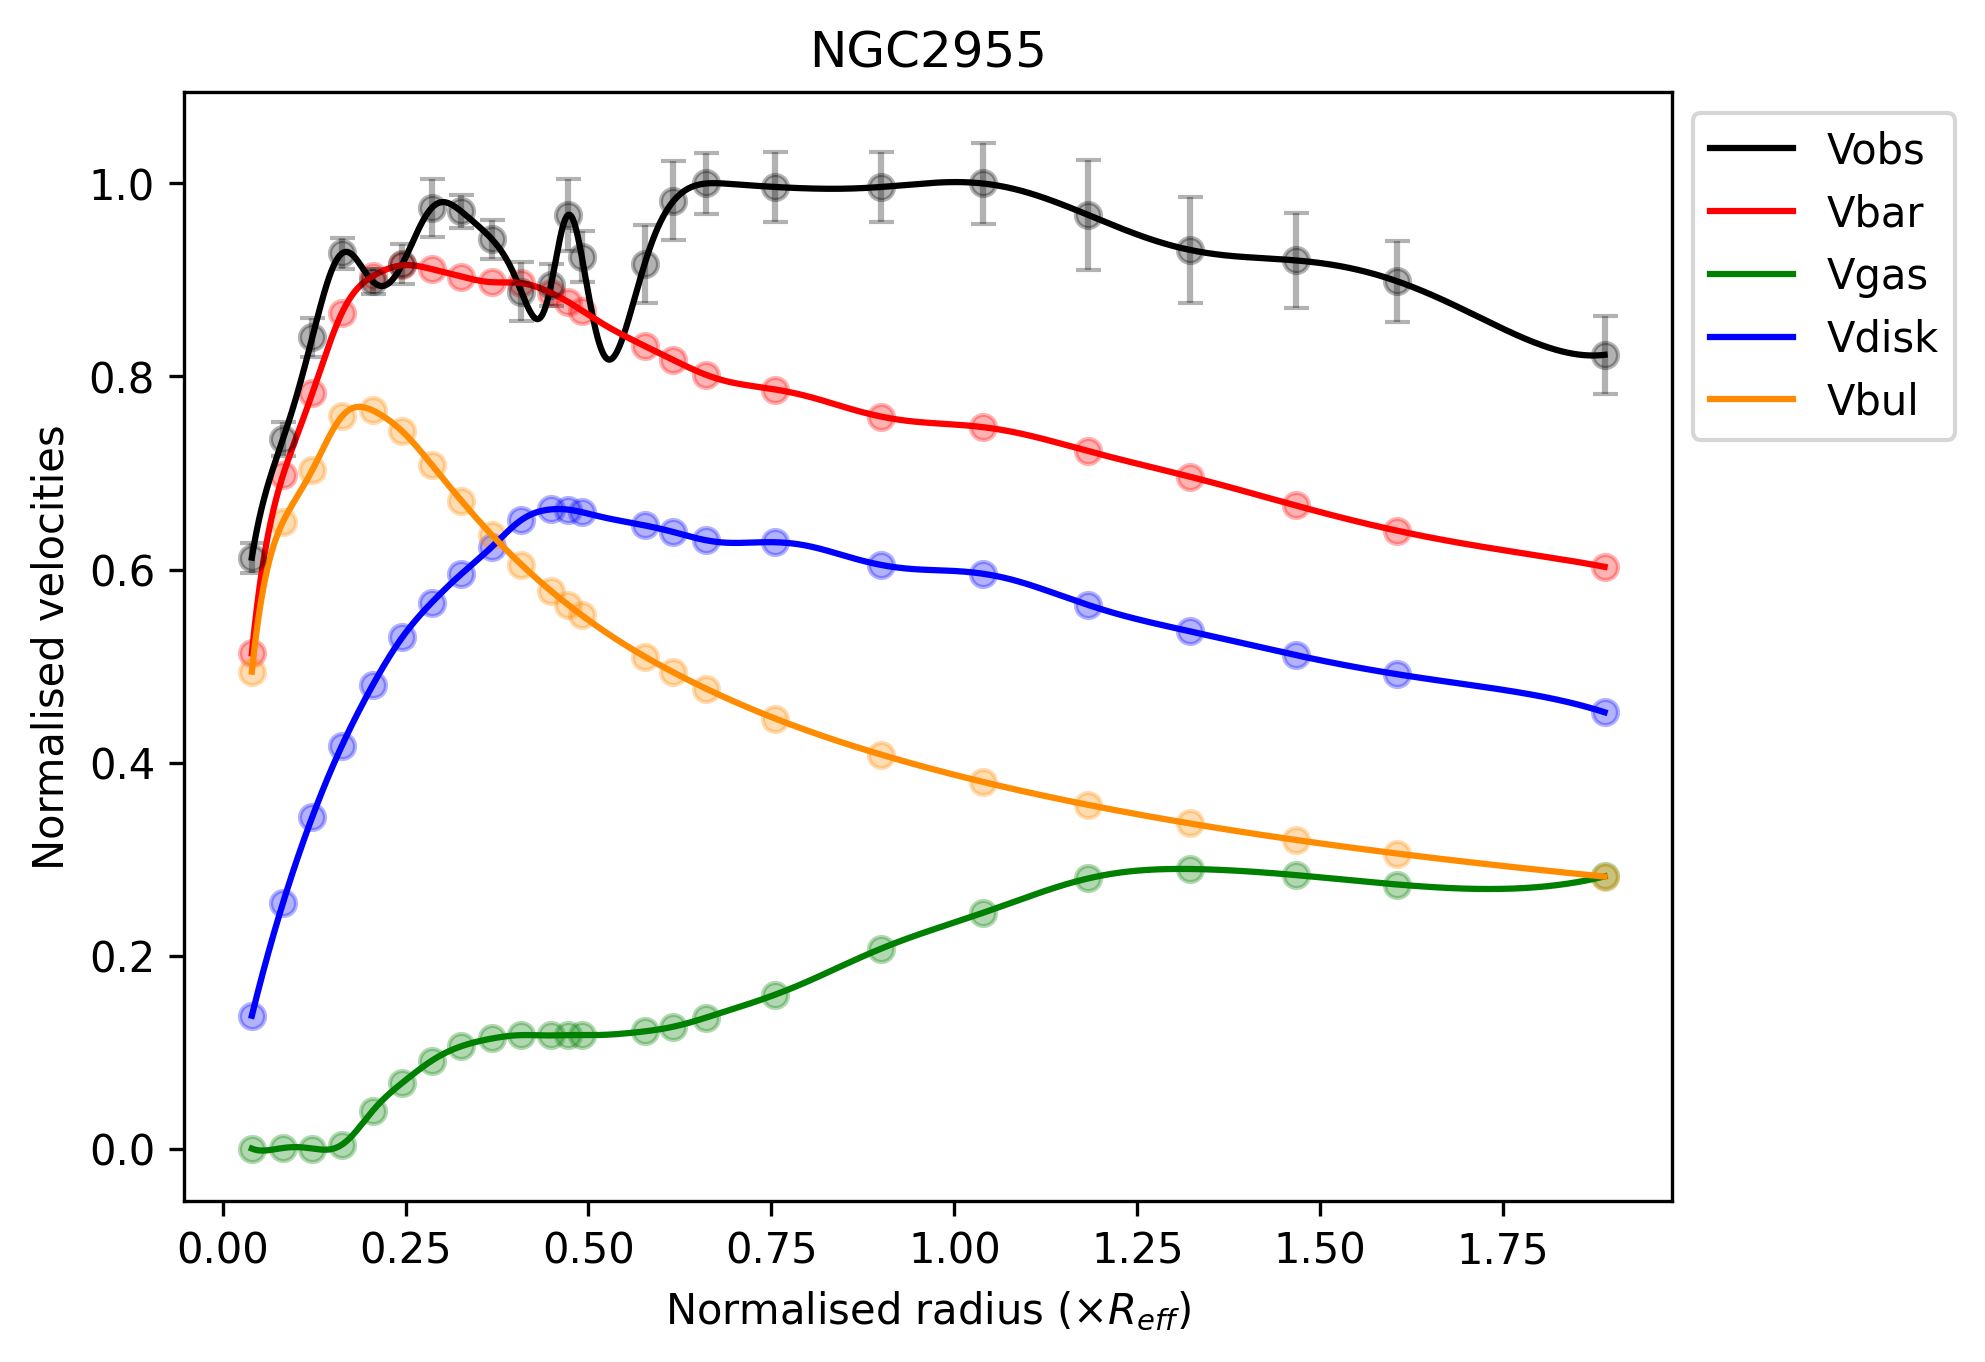 NGC2955
Vobs
Vbar
Vgas
Vdisk
Vbul
Normalised velocities
1.0
0.8
0.6
0.4
0.2
0.0
0.00 0.25 0.50 0.75 1.00 1.25 1.50 1.75
Normalised radius (×R_eff)